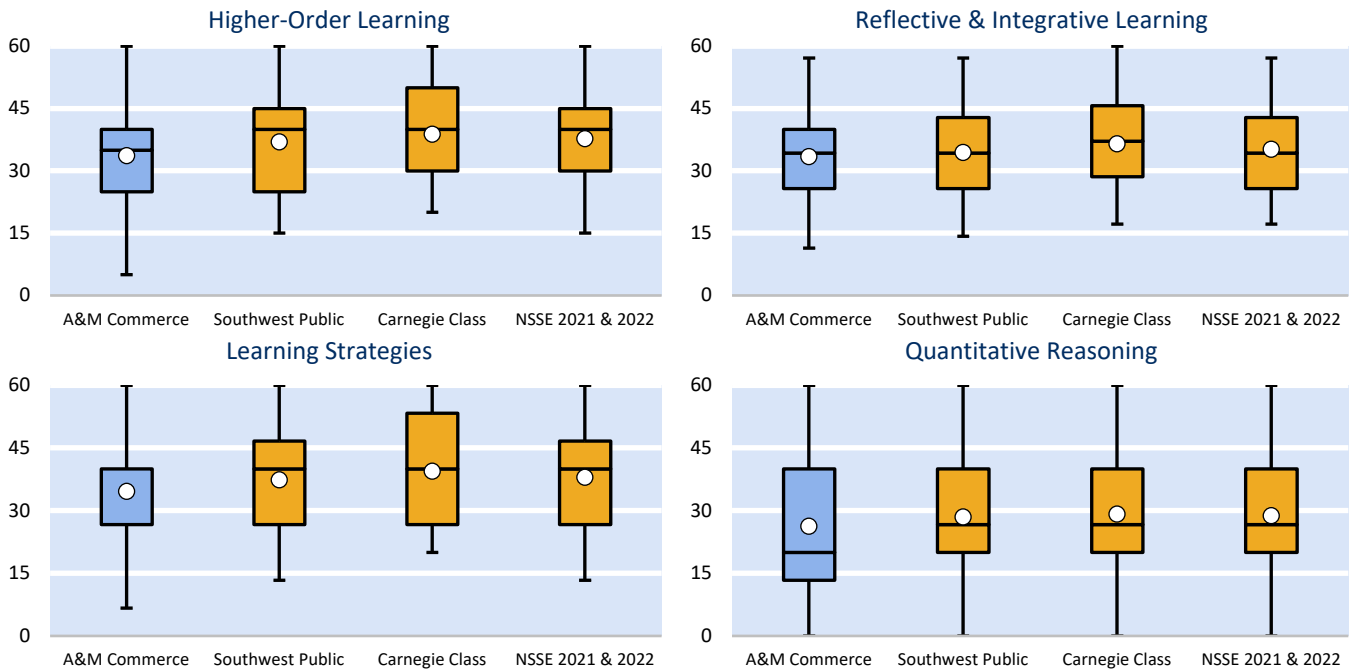 Higher-Order Learning
60
45
30
15
0
A&M Commerce Southwest Public Carnegie Class NSSE 2021 & 2022
Reflective & Integrative Learning
60
45
30
15
0
A&M Commerce Southwest Public Carnegie Class NSSE 2021 & 2022
Learning Strategies
60
45
30
15
0
A&M Commerce Southwest Public Carnegie Class NSSE 2021 & 2022
Quantitative Reasoning
60
45
30
15
0
A&M Commerce Southwest Public Carnegie Class NSSE 2021 & 2022